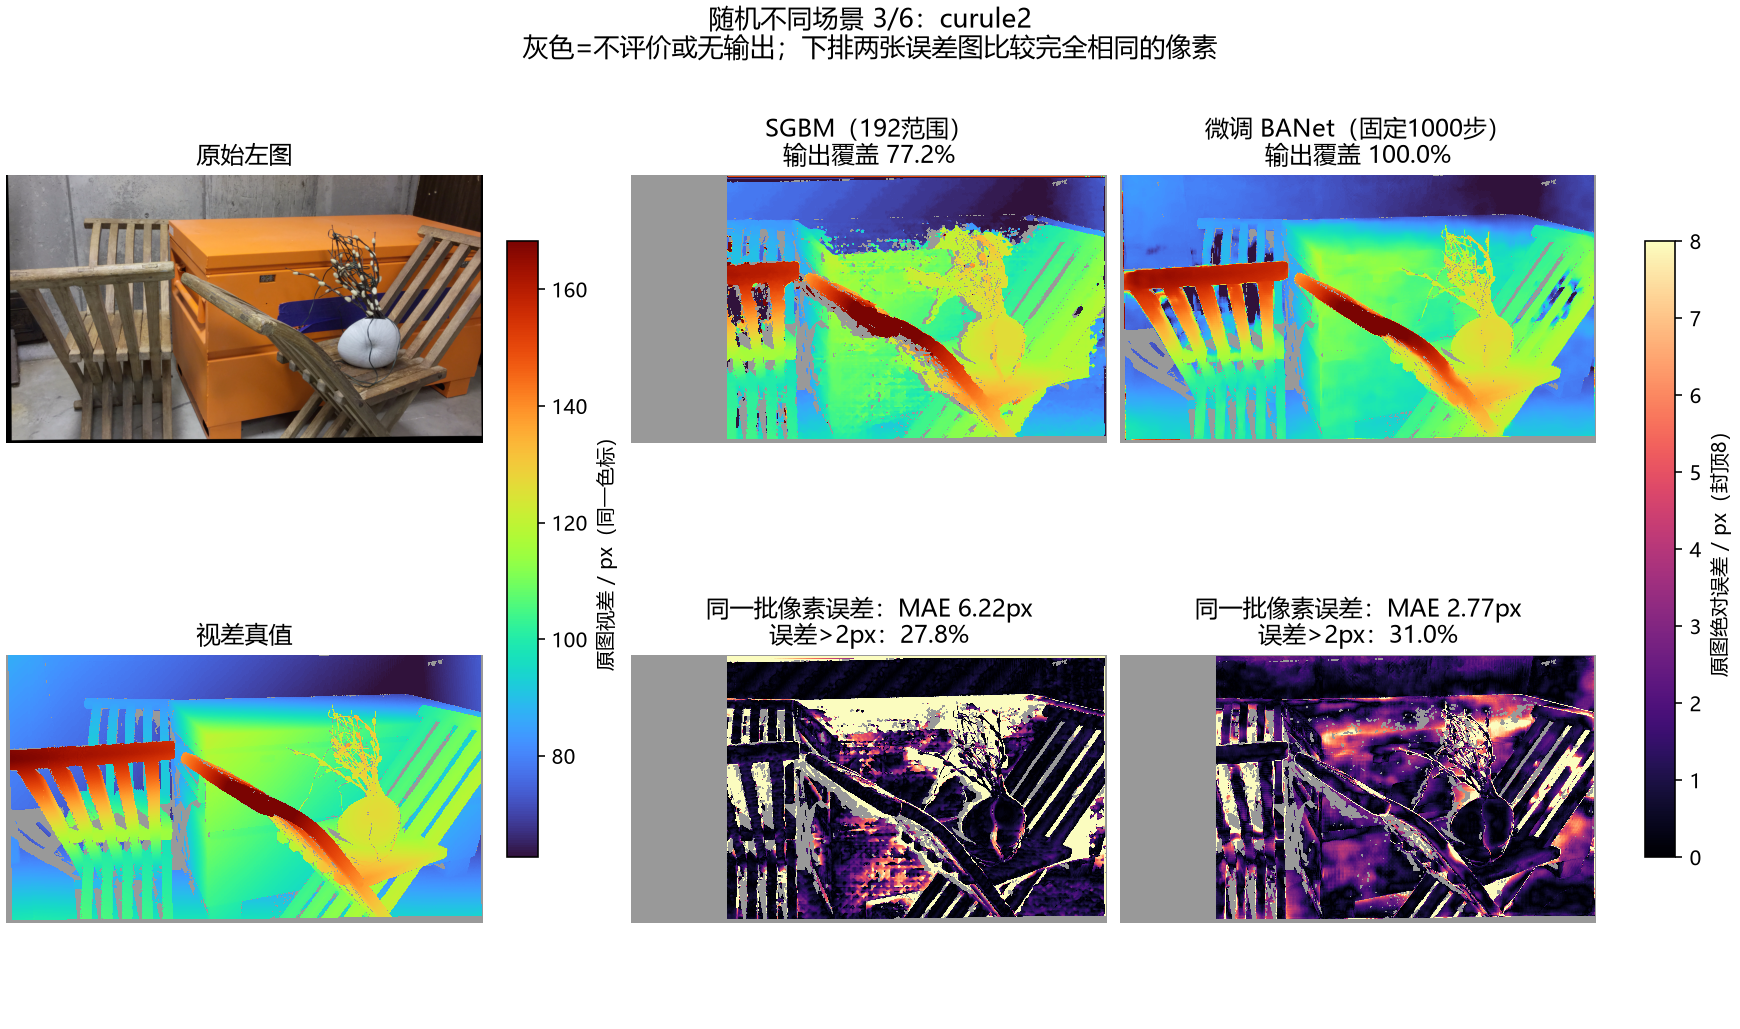 随机不同场景 3/6：curule2
灰色=不评价或无输出；下排两张误差图比较完全相同的像素
原始左图
SGBM（192范围）
输出覆盖 77.2%
微调 BANet（固定1000步）
输出覆盖 100.0%
160
140
120
100
80
原图视差 / px（同一色标）
8
7
6
5
4
3
2
1
0
原图绝对误差 / px（封顶8）
视差真值
同一批像素误差：MAE 6.22px
误差>2px：27.8%
同一批像素误差：MAE 2.77px
误差>2px：31.0%